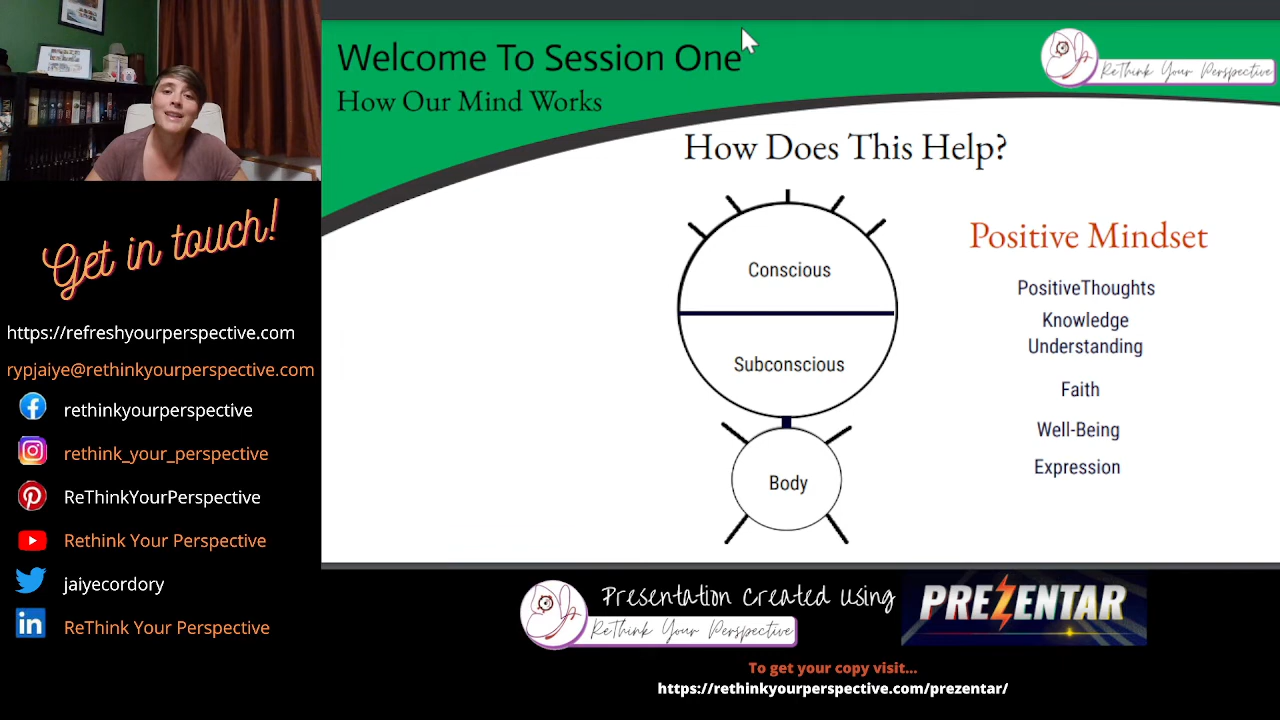 Welcome To Session One
How Our Mind Works
ReThink Your Perspective
How Does This Help?
Conscious
Subconscious
Body
Positive Mindset
PositiveThoughts
Knowledge
Understanding
Faith
Well-Being
Expression
Get in touch!
https://refreshyourperspective.com
rypjaiye@rethinkyourperspective.com
rethinkyourperspective
rethink_your_perspective
ReThinkYourPerspective
Rethink Your Perspective
jaiyecordory
in
ReThink Your Perspective
Presentation Created Using
ReThink Your Perspective
PREZENTAR
To get your copy visit...
https://rethinkyourperspective.com/prezentar/